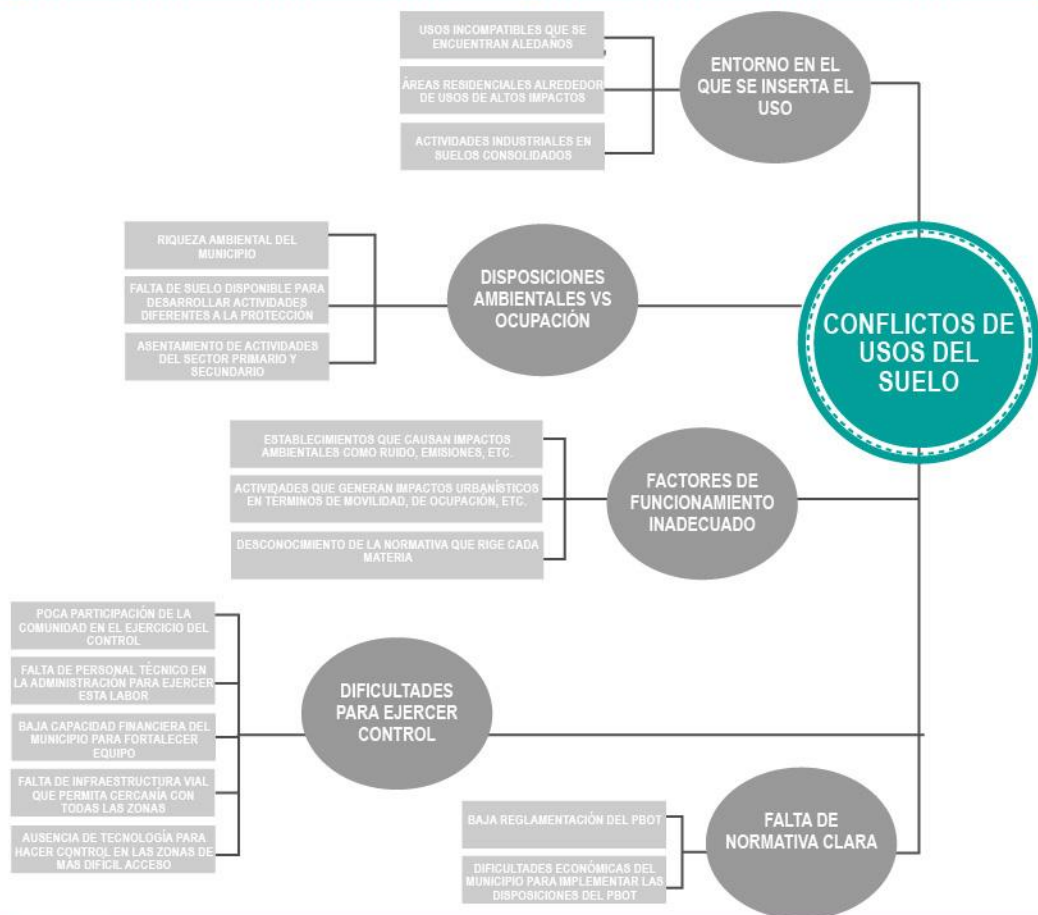 USOS INCOMPATIBLES QUE SE
ENCUENTRAN ALEDAÑOS
ÁREAS RESIDENCIALES ALREDEDOR
DE USOS DE ALTOS IMPACTOS
ACTIVIDADES INDUSTRIALES EN
SUELOS CONSOLIDADOS
ENTORNO EN EL
QUE SE INSERTA EL
USO
RIQUEZA AMBIENTAL DEL
MUNICIPIO
FALTA DE SUELO DISPONIBLE PARA
DESARROLLAR ACTIVIDADES
DIFERENTES A LA PROTECCIÓN
ASENTAMIENTO DE ACTIVIDADES
DEL SECTOR PRIMARIO Y
SECUNDARIO
DISPOSICIONES
AMBIENTALES VS
OCUPACIÓN
CONFLICTOS DE
USOS DEL
SUELO
ESTABLECIMIENTOS QUE CAUSAN IMPACTOS
AMBIENTALES COMO RUIDO, EMISIONES, ETC.
ACTIVIDADES QUE GENERAN IMPACTOS URBANÍSTICOS
EN TÉRMINOS DE MOVILIDAD, DE OCUPACIÓN, ETC.
DESCONOCIMIENTO DE LA NORMATIVA QUE RIGE CADA
MATERIA
FACTORES DE
FUNCIONAMIENTO
INADECUADO
POCA PARTICIPACIÓN DE LA
COMUNIDAD EN EL EJERCICIO DEL
CONTROL
FALTA DE PERSONAL TÉCNICO EN
LA ADMINISTRACIÓN PARA EJERCER
ESTA LABOR
BAJA CAPACIDAD FINANCIERA DEL
MUNICIPIO PARA FORTALECER
EQUIPO
FALTA DE INFRAESTRUCTURA VIAL
QUE PERMITA CERCANÍA CON
TODAS LAS ZONAS
AUSENCIA DE TECNOLOGÍA PARA
HACER CONTROL EN LAS ZONAS DE
MÁS DIFÍCIL ACCESO
DIFICULTADES
PARA EJERCER
CONTROL
BAJA REGLAMENTACIÓN DEL PBOT
DIFICULTADES ECONÓMICAS DEL
MUNICIPIO PARA IMPLEMENTAR LAS
DISPOSICIONES DEL PBOT
FALTA DE
NORMATIVA CLARA